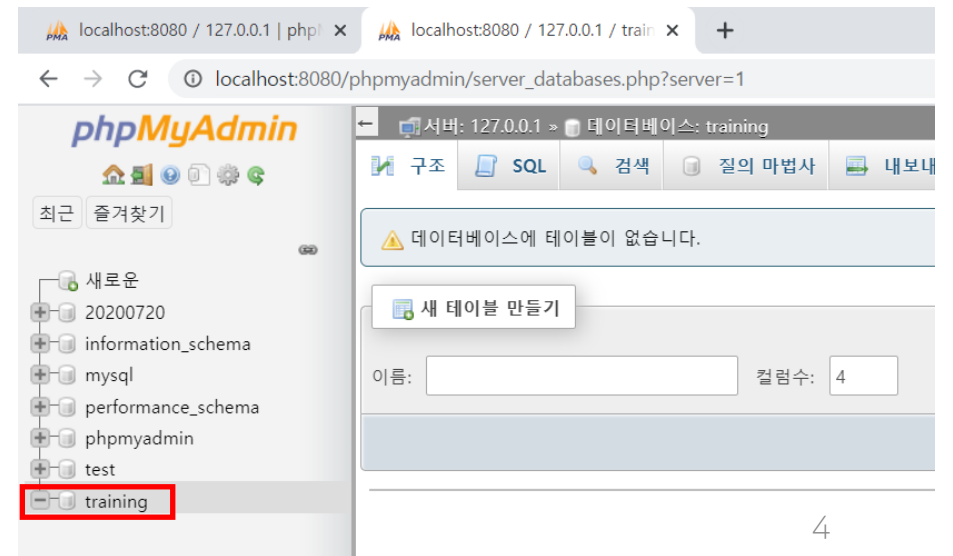 localhost:8080 / 127.0.0.1 | php
localhost:8080 / 127.0.0.1 / train
localhost:8080/phpmyadmin/server_databases.php?server=1
phpMyAdmin
최근 즐겨찾기
새로운
20200720
information_schema
mysql
performance_schema
phpmyadmin
test
training
서버: 127.0.0.1 » 데이터베이스: training
구조 SQL 검색 질의 마법사 내보내
데이터베이스에 테이블이 없습니다.
새 테이블 만들기
이름: 컬럼수: 4
4